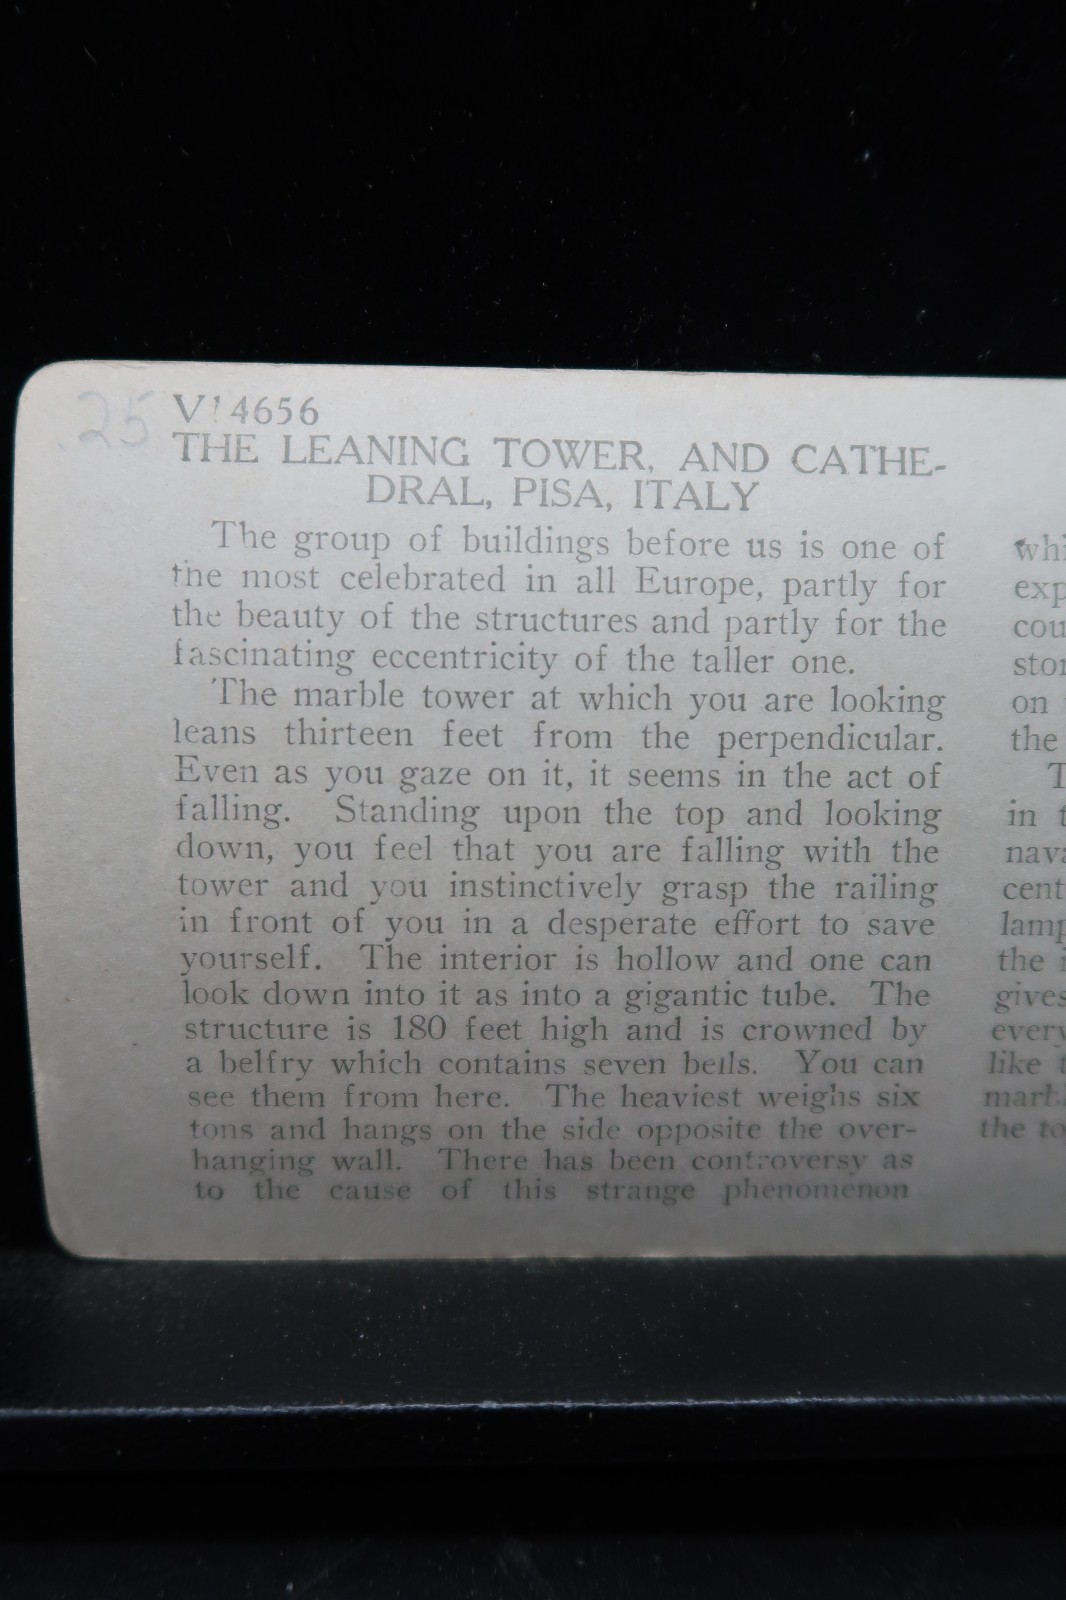 .25
V14656
THE LEANING TOWER, AND CATHE-
DRAL, PISA, ITALY
The group of buildings before us is one of
the most celebrated in all Europe, partly for
the beauty of the structures and partly for the
fascinating eccentricity of the taller one.
The marble tower at which you are looking
leans thirteen feet from the perpendicular.
Even as you gaze on it, it seems in the act of
falling. Standing upon the top and looking
down, you feel that you are falling with the
tower and you instinctively grasp the railing
in front of you in a desperate effort to save
yourself. The interior is hollow and one can
look down into it as into a gigantic tube. The
structure is 180 feet high and is crowned by
a belfry which contains seven bells. You can
see them from here. The heaviest weighs six
tons and hangs on the side opposite the over-
hanging wall. There has been controversy as
to the cause of this strange phenomenon
on
the
in
the
gives
every
like
the